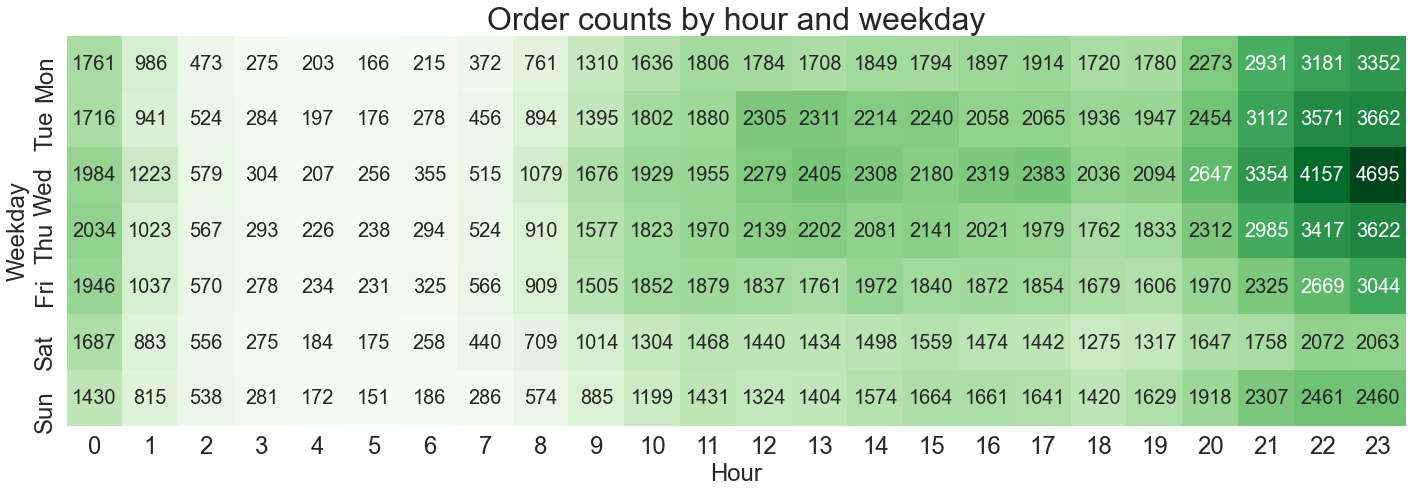 Order counts by hour and weekday
Weekday
Mon 1761 986 473 275 203 166 215 372 761 1310 1636 1806 1784 1708 1849 1794 1897 1914 1720 1780 2273 2931 3181 3352
Tue 1716 941 524 284 197 176 278 456 894 1395 1802 1880 2305 2311 2214 2240 2058 2065 1936 1947 2454 3112 3571 3662
Wed 1984 1223 579 304 207 256 355 515 1079 1676 1929 1955 2279 2405 2308 2180 2319 2383 2036 2094 2647 3354 4157 4695
Thu 2034 1023 567 293 226 238 294 524 910 1577 1823 1970 2139 2202 2081 2141 2021 1979 1762 1833 2312 2985 3417 3622
Fri 1946 1037 570 278 234 231 325 566 909 1505 1852 1879 1837 1761 1972 1840 1872 1854 1679 1606 1970 2325 2669 3044
Sat 1687 883 556 275 184 175 258 440 709 1014 1304 1468 1440 1434 1498 1559 1474 1442 1275 1317 1647 1758 2072 2063
Sun 1430 815 538 281 172 151 186 286 574 885 1199 1431 1324 1404 1574 1664 1661 1641 1420 1629 1918 2307 2461 2460
0 1 2 3 4 5 6 7 8 9 10 11 12 13 14 15 16 17 18 19 20 21 22 23
Hour